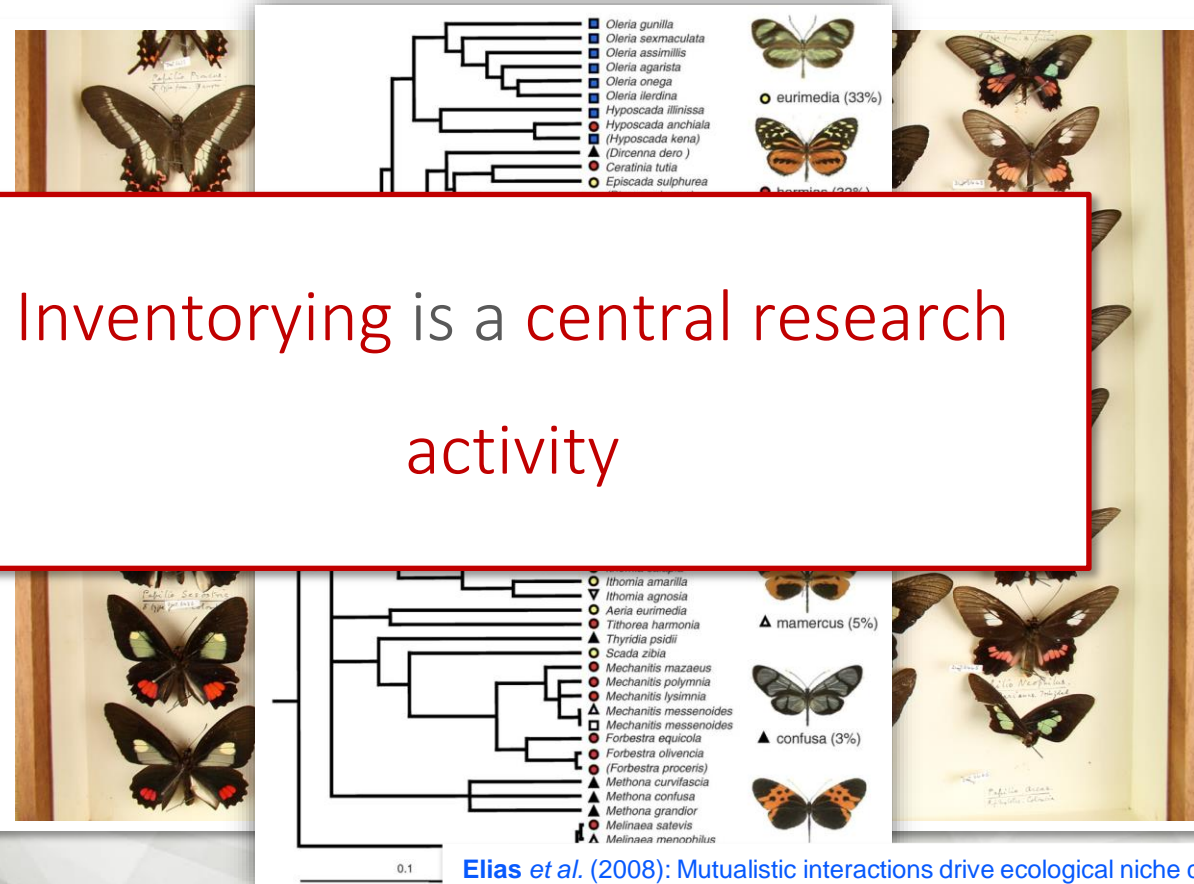 Oleria gunilla
Oleria sexmaculata
Oleria assimillis
Oleria agarista
Oleria onega
Oleria ilerdina
Hyposcada illinissa
Hyposcada anchiala
(Hyposcada kena)
(Dircenna dero )
Ceratinia tutia
Episcada sulphurea
eurimedia (33%)
Inventorying is a central research
activity
Ithomia amarilla
Ithomia agnosia
Aeria eurimedia
Tithorea harmonia
Thyridia psidii
Scada zibia
Mechanitis mazaeus
Mechanitis polymnia
Mechanitis lysimnia
Mechanitis messenoides
Mechanitis messenoides
Forbestra equicola
Forbestra olivencia
(Forbestra proceris)
Methona curvifascia
Methona confusa
Methona grandior
Melinaea satevis
Melinaea menophilus
mamercus (5%)
confusa (3%)
0.1
Elias et al. (2008): Mutualistic interactions drive ecological niche